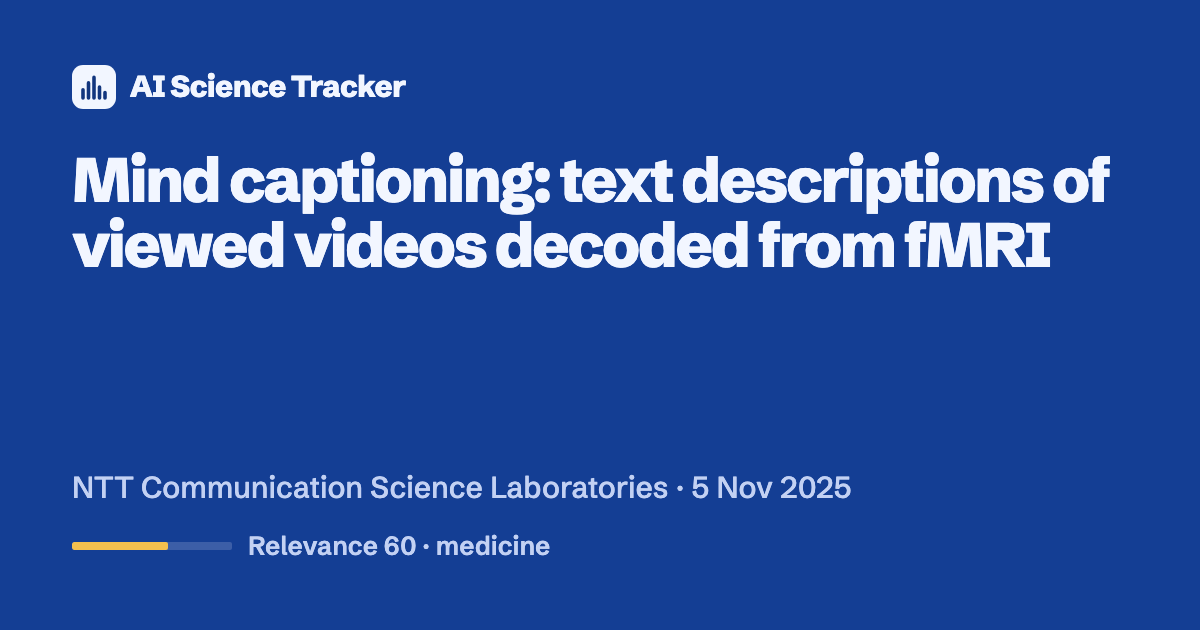 AI Science Tracker
Mind captioning: text descriptions of
viewed videos decoded from fMRI
NTT Communication Science Laboratories · 5 Nov 2025
Relevance 60 · medicine